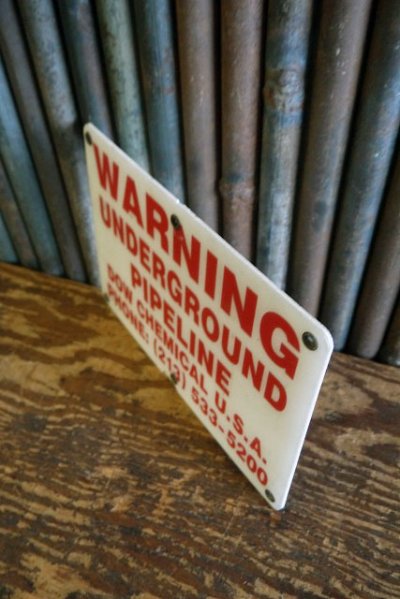 WARNING
UNDERGROUND
PIPELINE
DOW CHEMICAL U.S.A.
PHONE: (213) 533-5200